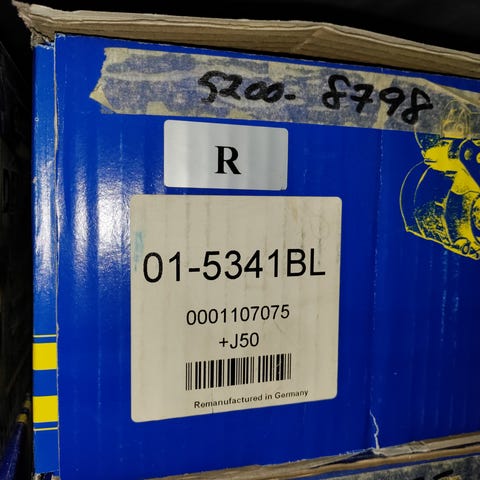 5200-8798
R
01-5341BL
0001107075
+J50
Remanufactured in Germany